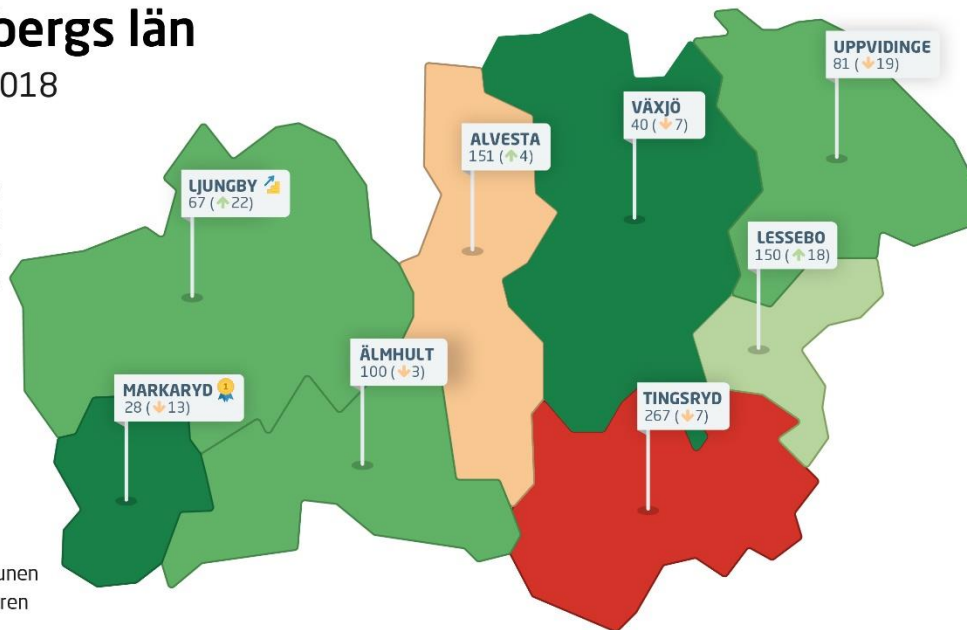 bergs län
018
UPPVIDINGE
81 (↓19)
VÄXJÖ
40 (↓7)
ALVESTA
151 (↑4)
LJUNGBY
67 (↑22)
LESSEBO
150 (↑18)
ÄLMHULT
100 (↓3)
MARKARYD 1
28 (↓13)
TINGSRYD
267 (↓7)
unen
ren